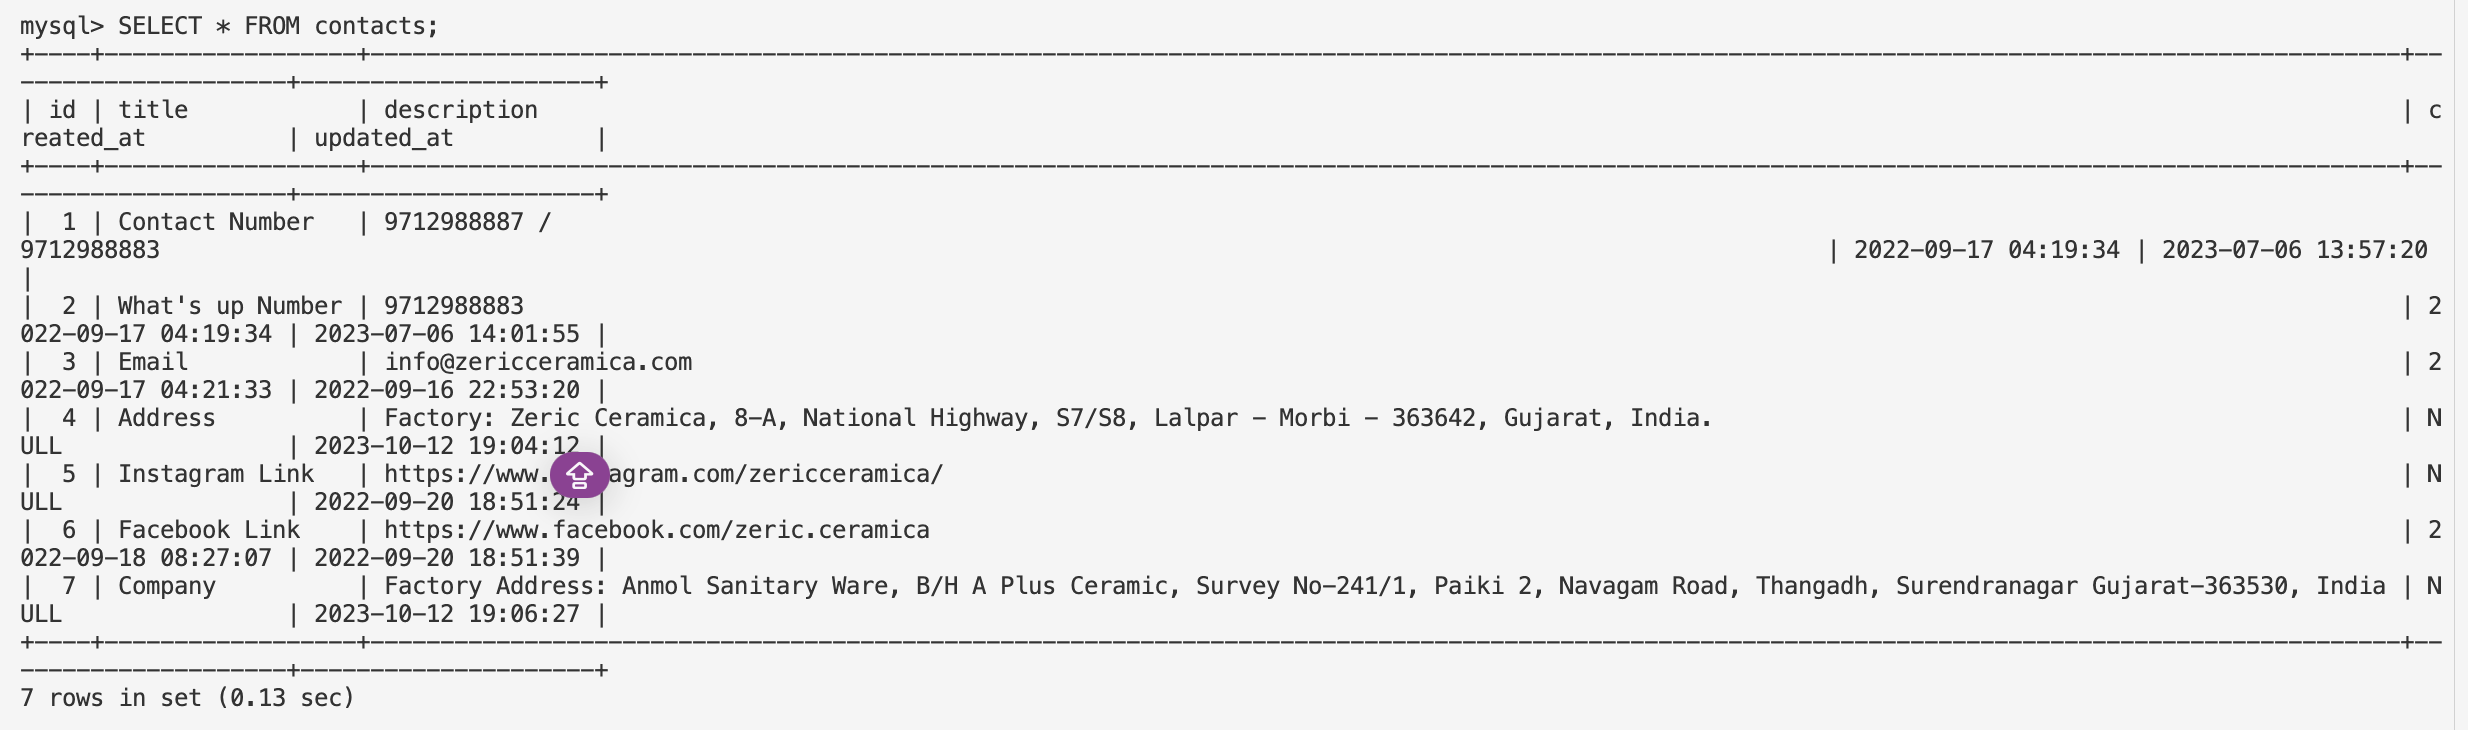 mysql> SELECT * FROM contacts;
+----+------------------+-------------------------------------------------------------------------------------------------------------------------------------------------+--
-------------------+---------------------+
| id | title            | description                                                                                                                                     | c
reated_at          | updated_at          |
+----+------------------+-------------------------------------------------------------------------------------------------------------------------------------------------+--
-------------------+---------------------+
|  1 | Contact Number   | 9712988887 /
9712988883                                                                                                                       | 2022-09-17 04:19:34 | 2023-07-06 13:57:20
|
|  2 | What's up Number | 9712988883                                                                                                                                      | 2
022-09-17 04:19:34 | 2023-07-06 14:01:55 |
|  3 | Email            | info@zericceramica.com                                                                                                                          | 2
022-09-17 04:21:33 | 2022-09-16 22:53:20 |
|  4 | Address          | Factory: Zeric Ceramica, 8-A, National Highway, S7/S8, Lalpar - Morbi - 363642, Gujarat, India.                                                 | N
ULL                | 2023-10-12 19:04:12 |
|  5 | Instagram Link   | https://www. agram.com/zericceramica/                                                                                                        | N
ULL                | 2022-09-20 18:51:24 |
|  6 | Facebook Link    | https://www.facebook.com/zeric.ceramica                                                                                                         | 2
022-09-18 08:27:07 | 2022-09-20 18:51:39 |
|  7 | Company          | Factory Address: Anmol Sanitary Ware, B/H A Plus Ceramic, Survey No-241/1, Paiki 2, Navagam Road, Thangadh, Surendranagar Gujarat-363530, India | N
ULL                | 2023-10-12 19:06:27 |
+----+------------------+-------------------------------------------------------------------------------------------------------------------------------------------------+--
-------------------+---------------------+
7 rows in set (0.13 sec)